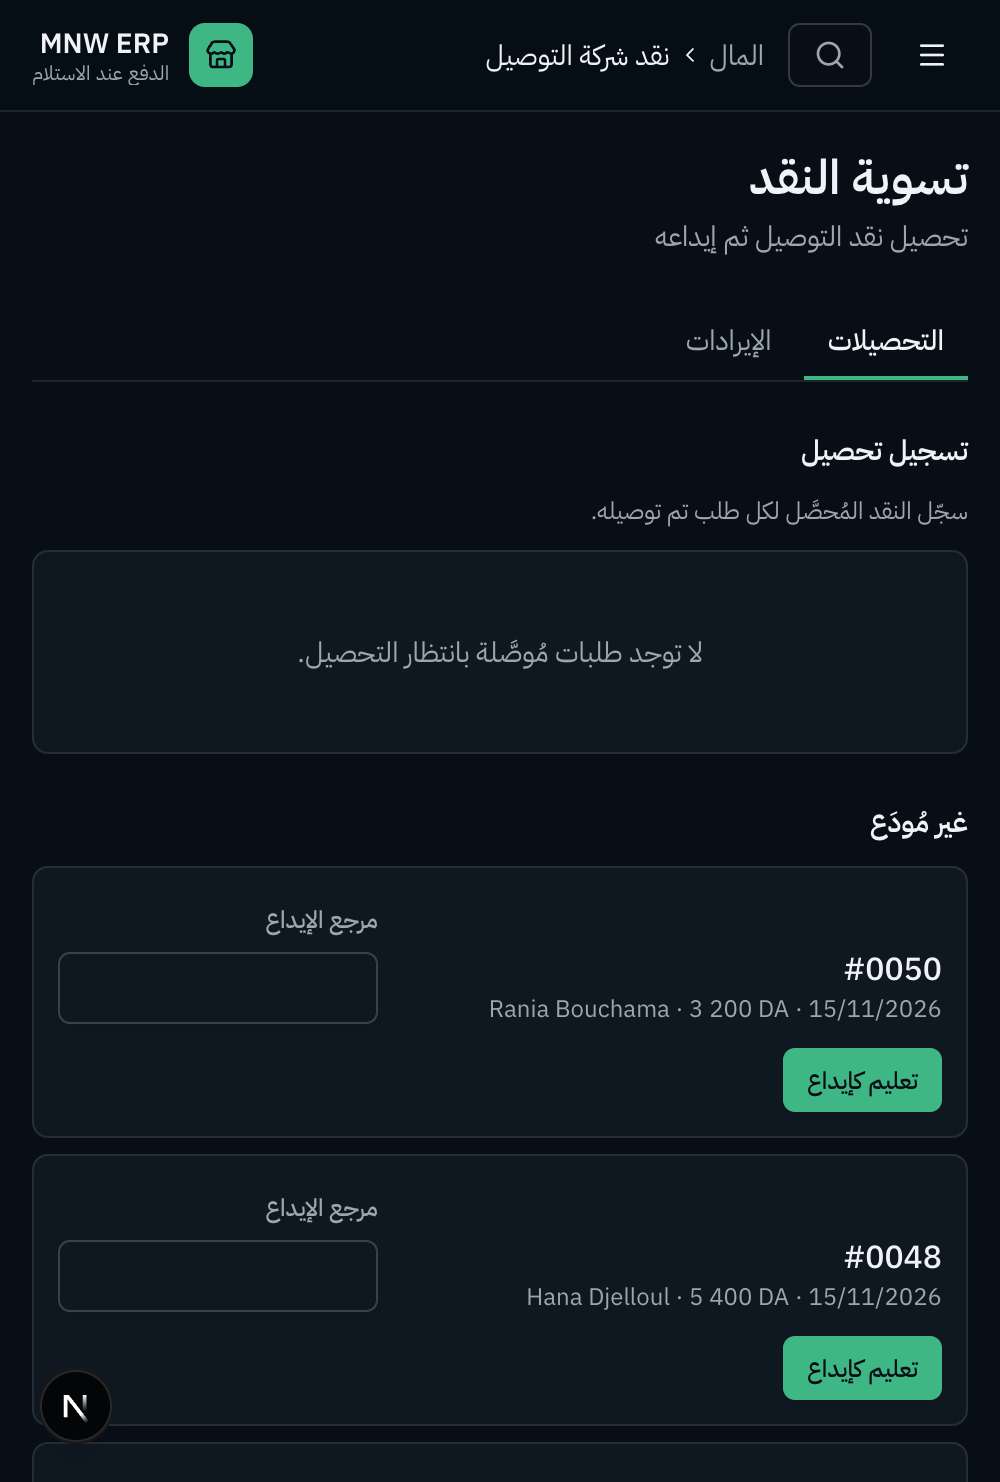 المال › نقد شركة التوصيل
MNW ERP
الدفع عند الاستلام
تسوية النقد
تحصيل نقد التوصيل ثم إيداعه
التحصيلات
الإيرادات
تسجيل تحصيل
سجّل النقد المُحصَّل لكل طلب تم توصيله.
لا توجد طلبات مُوصَّلة بانتظار التحصيل.
غير مُودَع
مرجع الإيداع
#0050
Rania Bouchama · 3 200 DA · 15/11/2026
تعليم كإيداع
مرجع الإيداع
#0048
Hana Djelloul · 5 400 DA · 15/11/2026
تعليم كإيداع
N